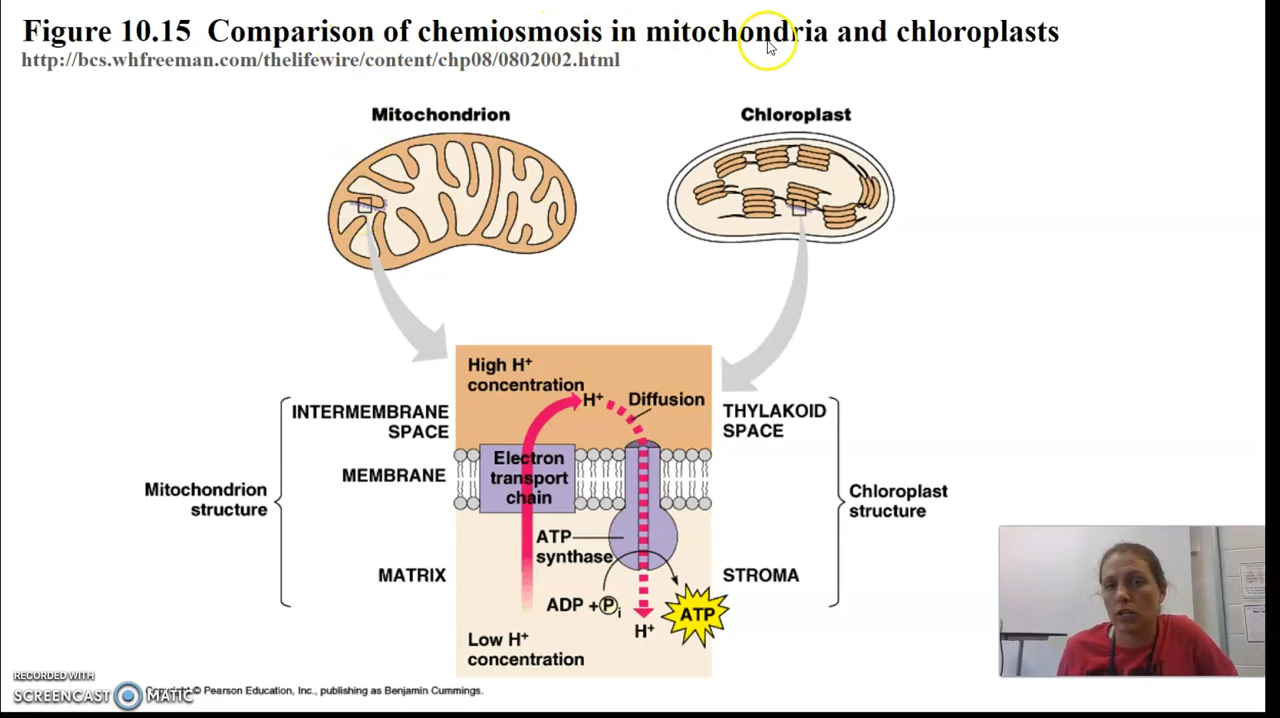 Figure 10.15 Comparison of chemiosmosis in mitochondria and chloroplasts
http://bcs.whfreeman.com/thelifewire/content/chp08/0802002.html
Mitochondrion
Chloroplast
High H⁺
concentration
H⁺
Diffusion
INTERMEMBRANE
SPACE
THYLAKOID
SPACE
MEMBRANE
Electron
transport
chain
Mitochondrion
structure
Chloroplast
structure
ATP
synthase
MATRIX
STROMA
ADP + Pi
ATP
H⁺
Low H⁺
concentration
RECORDED WITH
SCREENCAST MATIC
© Pearson Education, Inc., publishing as Benjamin Cummings.